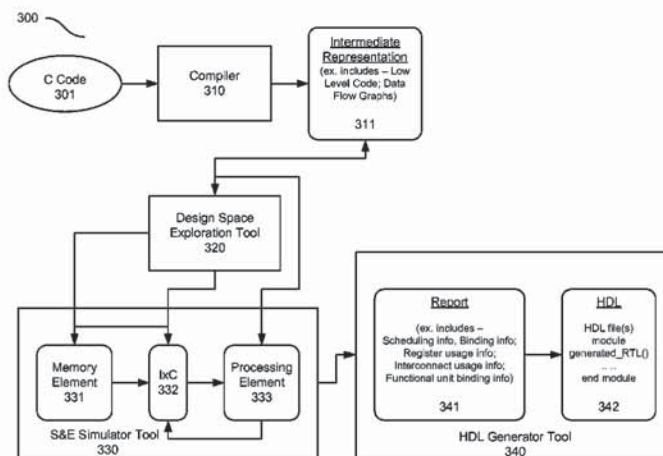 300
C Code
301
Compiler
310
Intermediate
Representation
(ex. includes – Low
Level Code; Data
Flow Graphs)
311
Design Space
Exploration Tool
320
Memory
Element
331
IxC
332
Processing
Element
333
S&E Simulator Tool
330
Report
(ex. includes –
Scheduling info, Binding info;
Register usage info;
Interconnect usage info;
Functional unit binding info)
341
HDL
HDL file(s)
module
generated_RTL()
.. ...
end module
342
HDL Generator Tool
340